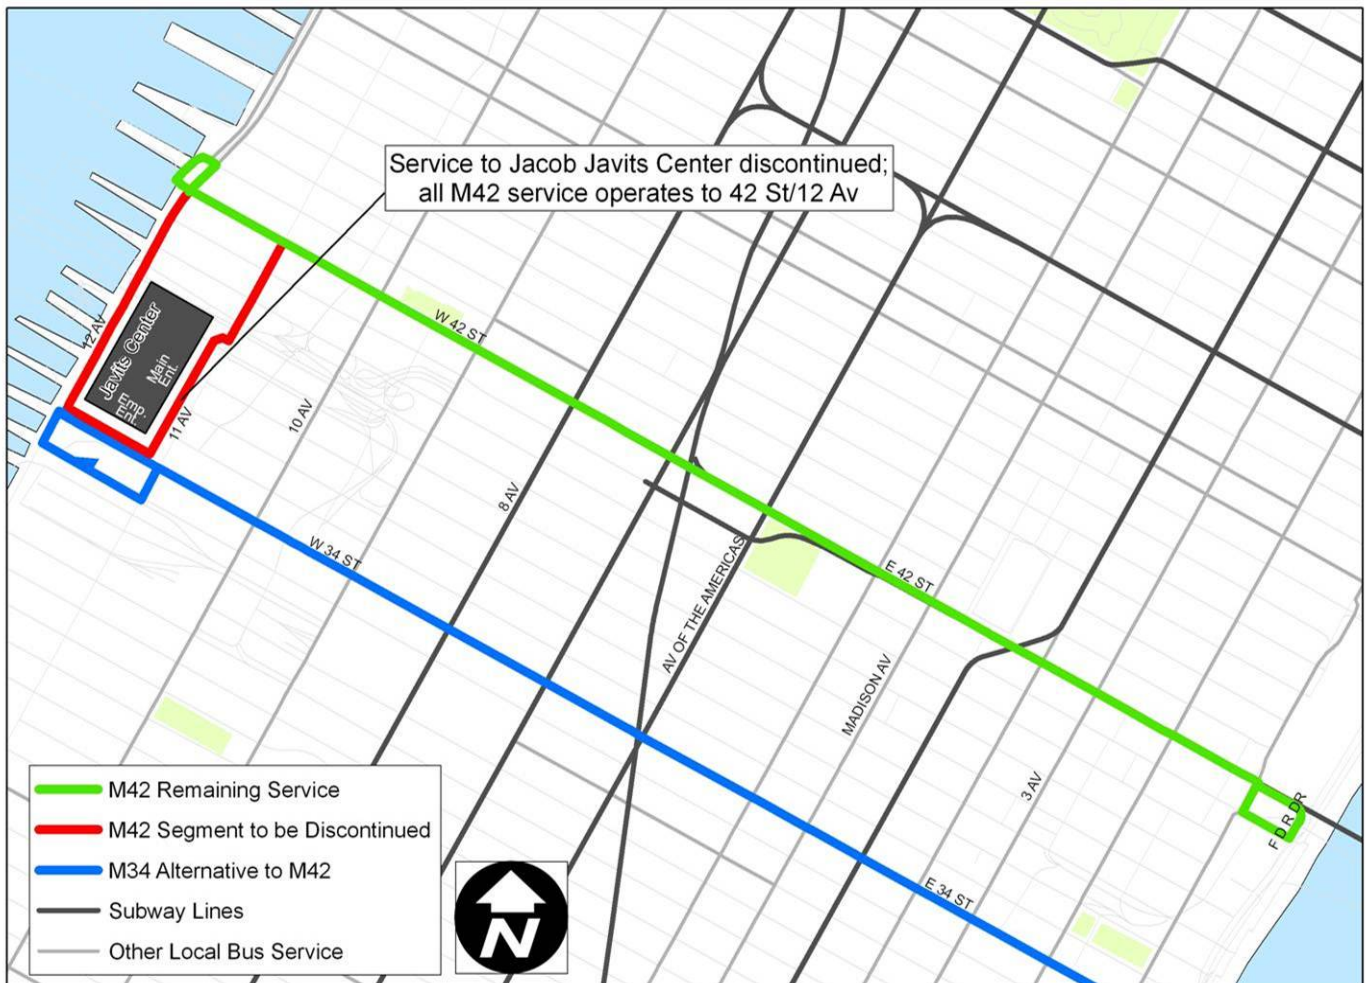 Service to Jacob Javits Center discontinued;
all M42 service operates to 42 St/12 Av
12 AV
Javits Center
Main
Ent.
Emp.
Ent.
11 AV
10 AV
W 42 ST
8 AV
W 34 ST
AV OF THE AMERICAS
E 42 ST
MADISON AV
3 AV
F D R DR
E 34 ST
M42 Remaining Service
M42 Segment to be Discontinued
M34 Alternative to M42
Subway Lines
Other Local Bus Service
N